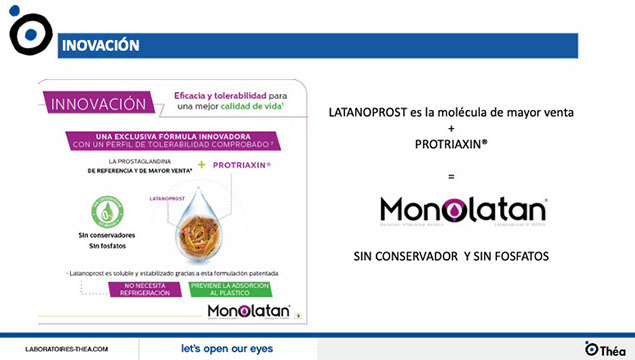 INOVACIÓN
INNOVACIÓN
Eficacia y tolerabilidad para
una mejor calidad de vida¹
UNA EXCLUSIVA FÓRMULA INNOVADORA
CON UN PERFIL DE TOLERABILIDAD COMPROBADO
LA PROSTAGLANDINA
DE REFERENCIA Y DE MAYOR VENTA
+ PROTRIAXIN®
LATANOPROST
0%
Sin conservadores
Sin fosfatos
- Latanoprost es soluble y estabilizado gracias a esta formulación patentada
NO NECESITA
REFRIGERACIÓN
PREVIENE LA ADSORCIÓN
AL PLÁSTICO
Monolatan®
LATANOPROST es la molécula de mayor venta
+
PROTRIAXIN®
=
Monolatan®
SIN CONSERVADOR Y SIN FOSFATOS
LABORATOIRES-THEA.COM
let's open our eyes
Théa